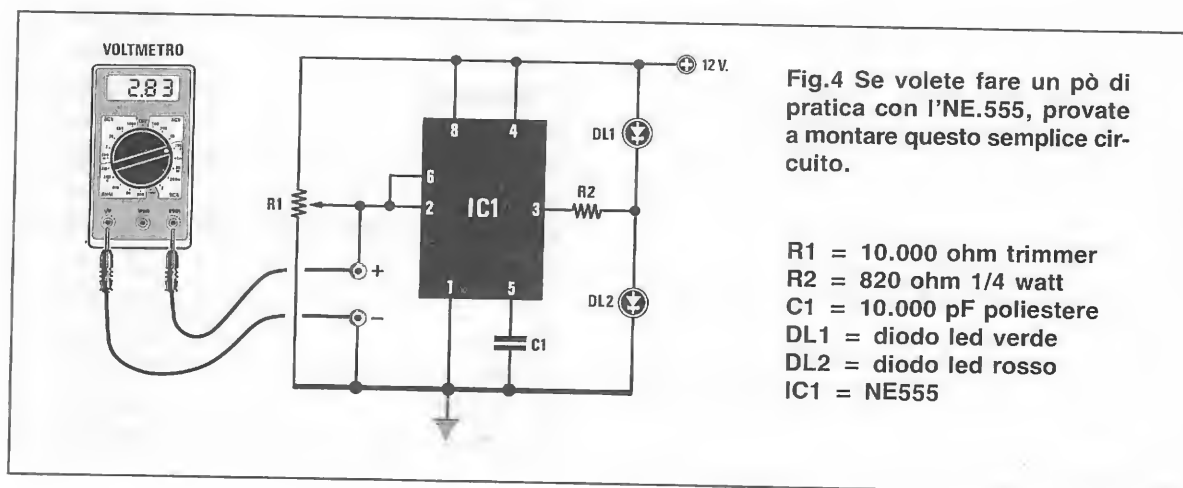 VOLTMETRO
2.83
12 V.
8
4
DL1
6
R1
2
IC1
3
R2
+
1
5
DL2
-
C1
Fig.4 Se volete fare un pò di
pratica con l'NE.555, provate
a montare questo semplice cir-
cuito.
R1 = 10.000 ohm trimmer
R2 = 820 ohm 1/4 watt
C1 = 10.000 pF poliestere
DL1 = diodo led verde
DL2 = diodo led rosso
IC1 = NE555